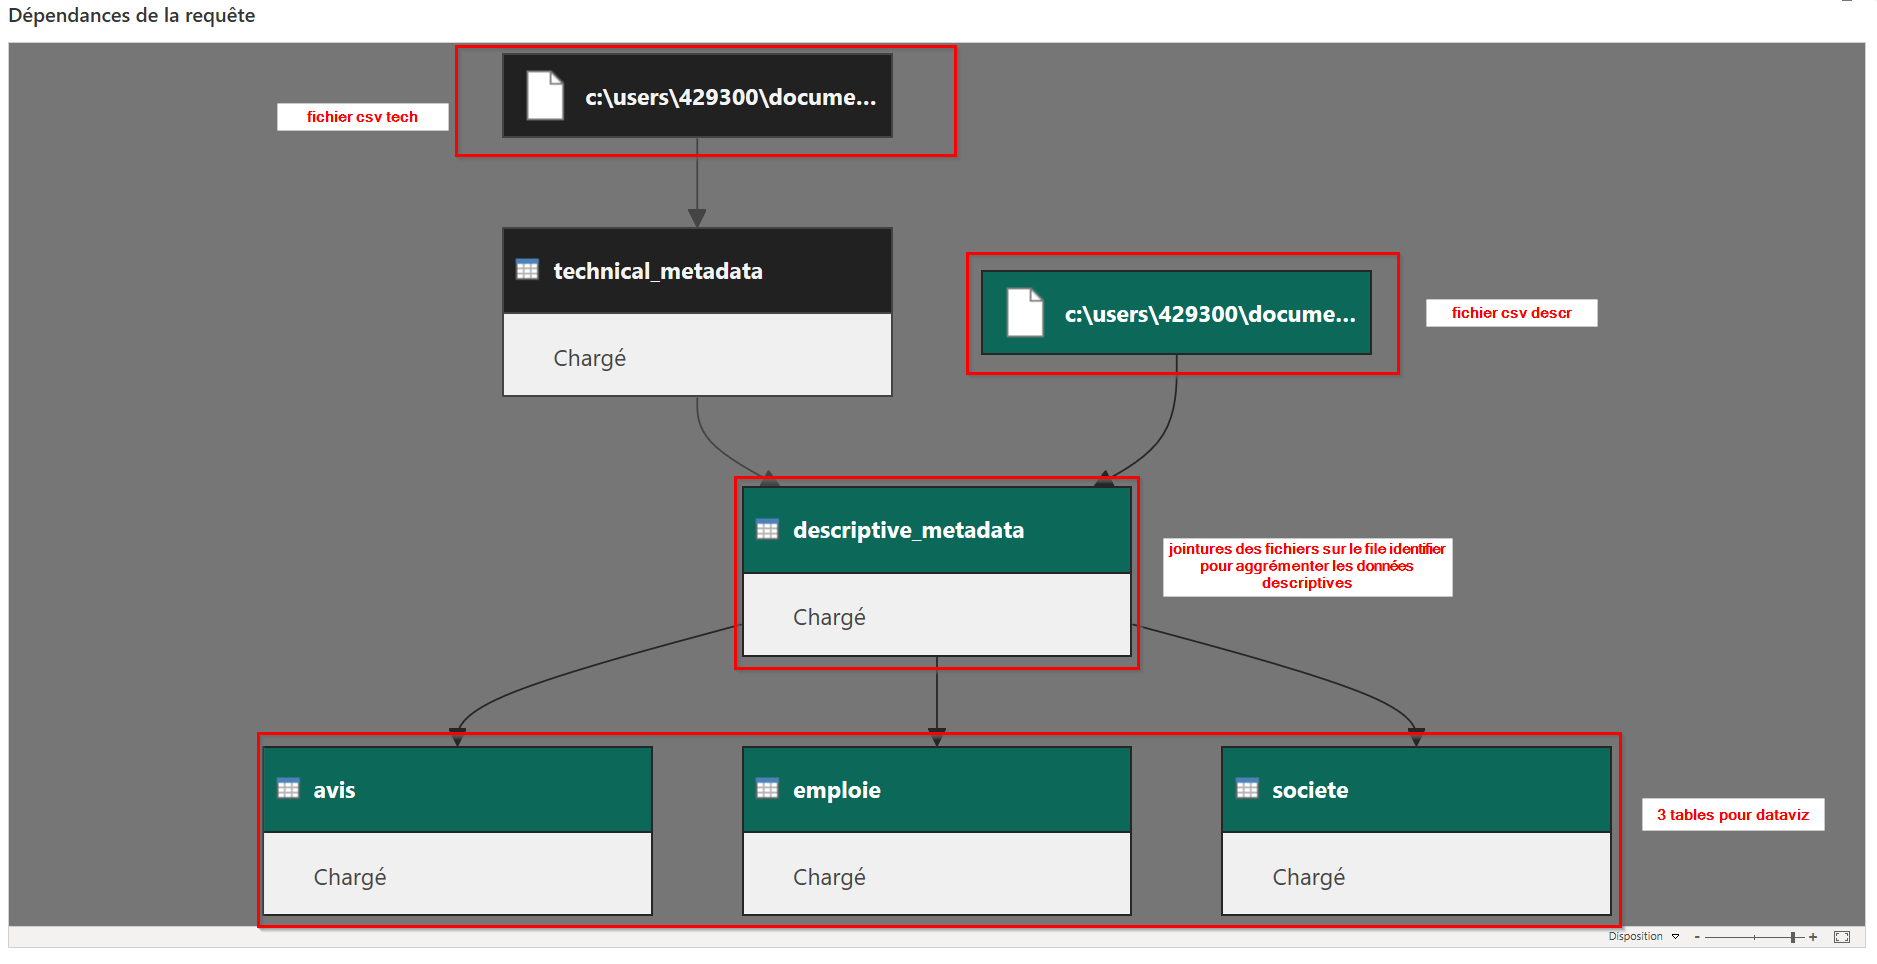 Dépendances de la requête
c:\users\429300\docume...
fichier csv tech
technical_metadata
Chargé
c:\users\429300\docume...
fichier csv descr
descriptive_metadata
Chargé
jointures des fichiers sur le file identifier
pour aggrémenter les données
descriptives
avis
Chargé
emploie
Chargé
societe
Chargé
3 tables pour dataviz
Disposition